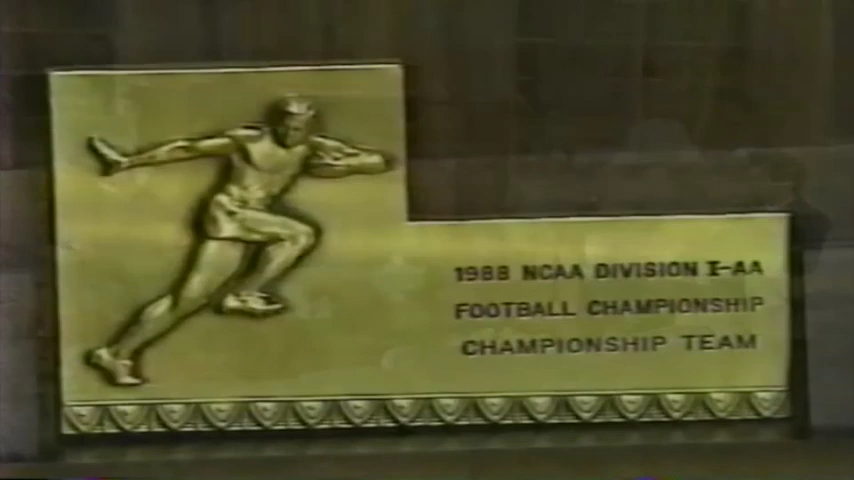 1988 NCAA DIVISION I-AA
FOOTBALL CHAMPIONSHIP
CHAMPIONSHIP TEAM